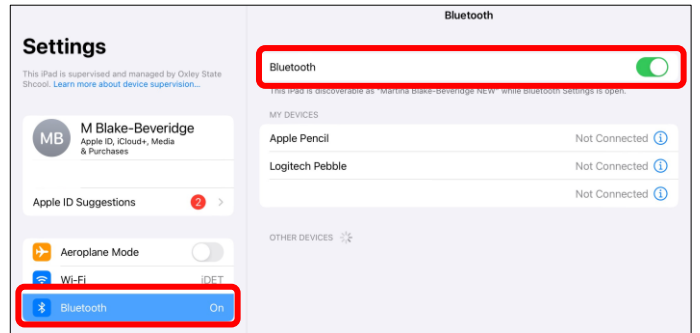 Bluetooth
Settings
This iPad is supervised and managed by Oxley State
Shcool. Learn more about device supervision...
MB
M Blake-Beveridge
Apple ID, iCloud+, Media
& Purchases
Apple ID Suggestions 2
Aeroplane Mode
Wi-Fi iDET
Bluetooth On
Bluetooth
This iPad is discoverable as "Martina Blake-Beveridge NEW" while Bluetooth Settings is open.
MY DEVICES
Apple Pencil Not Connected
Logitech Pebble Not Connected
Not Connected
OTHER DEVICES